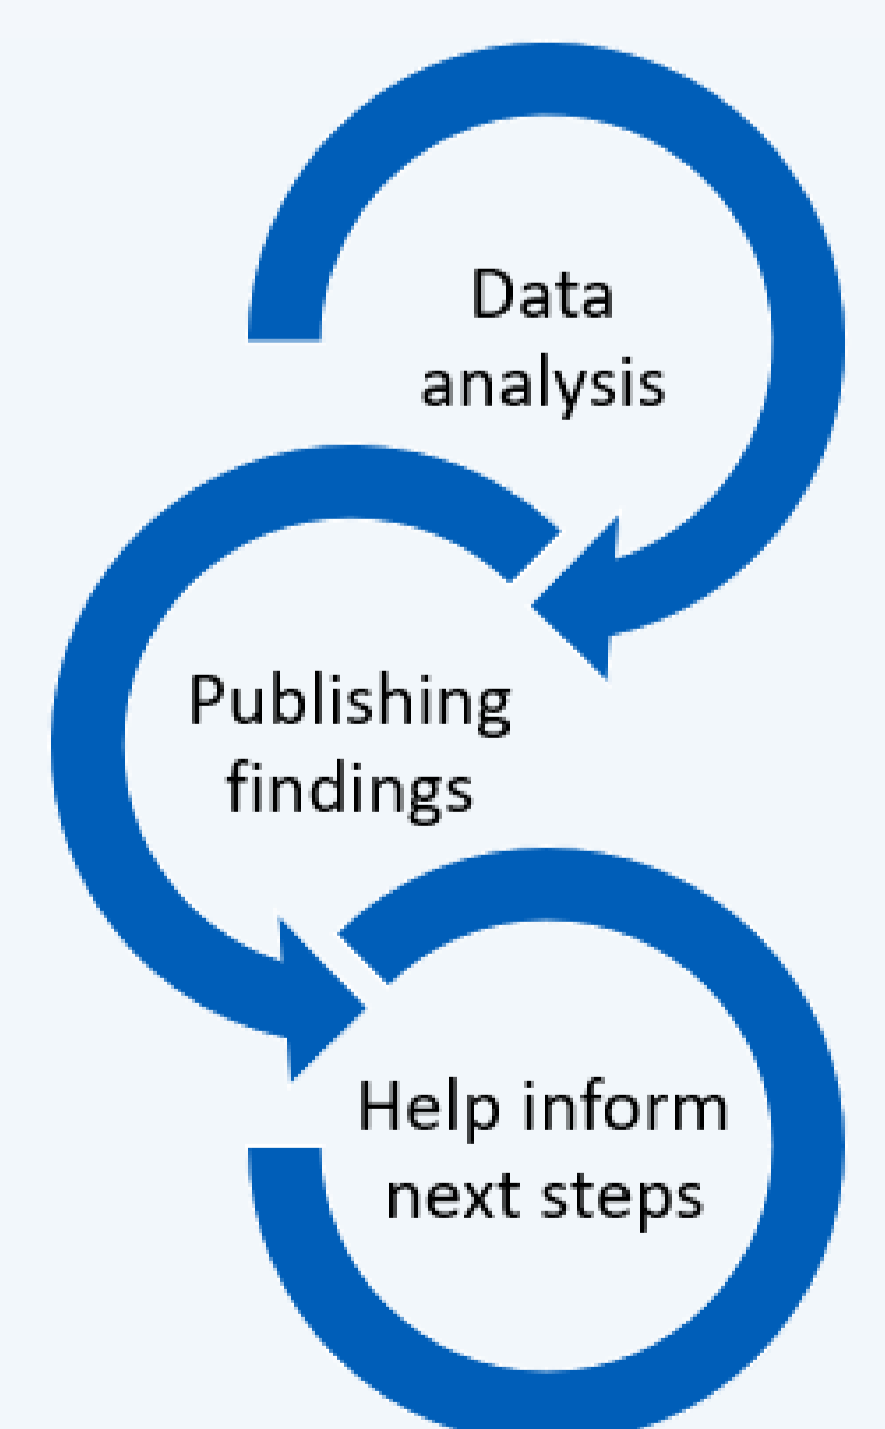 Data
analysis
Publishing
findings
Help inform
next steps